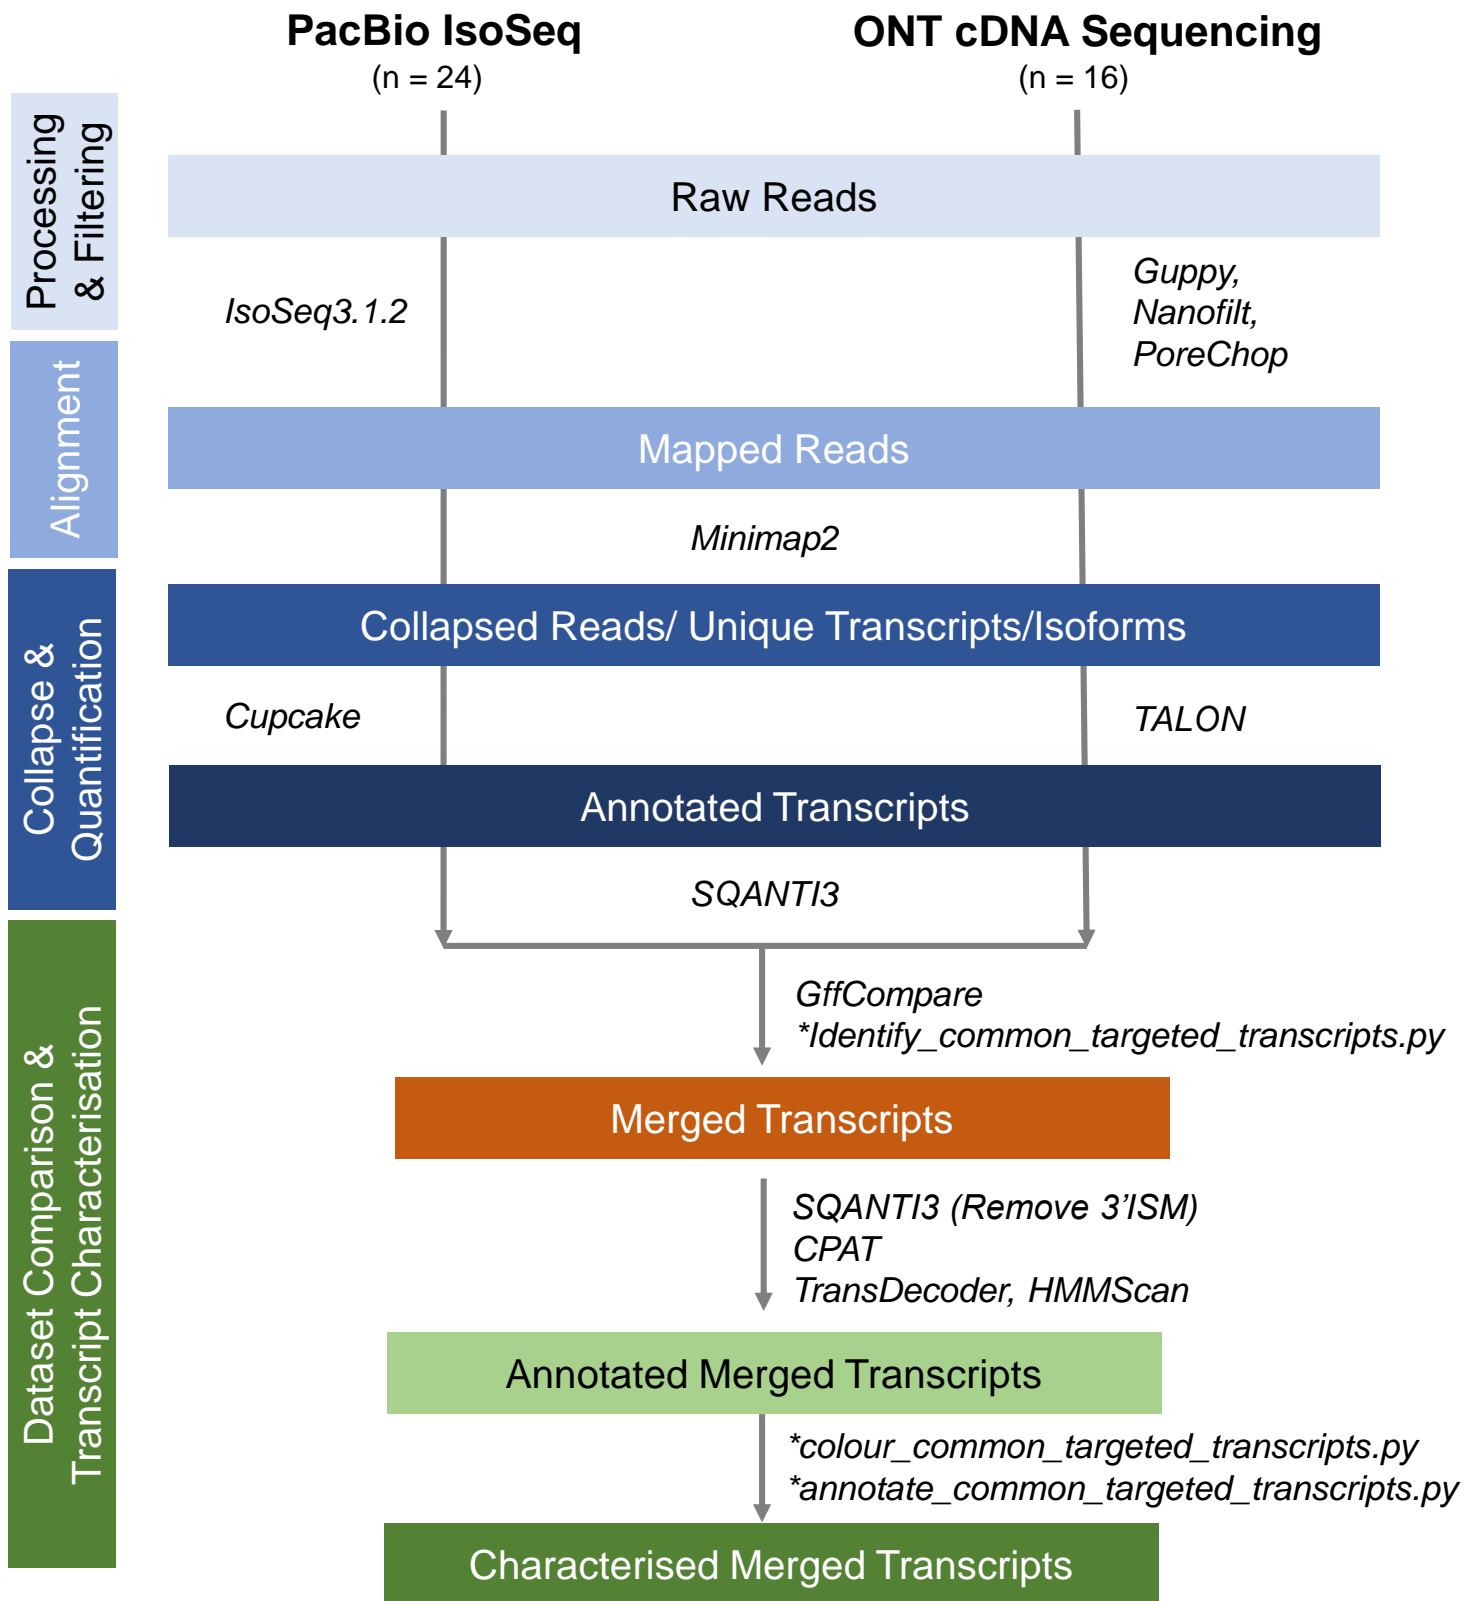 PacBio IsoSeq
(n = 24)
ONT cDNA Sequencing
(n = 16)
Processing
& Filtering
Raw Reads
IsoSeq3.1.2
Guppy,
Nanofilt,
PoreChop
Alignment
Mapped Reads
Minimap2
Collapse &
Quantification
Collapsed Reads/ Unique Transcripts/Isoforms
Cupcake
TALON
Annotated Transcripts
SQANTI3
Dataset Comparison &
Transcript Characterisation
GffCompare
*Identify_common_targeted_transcripts.py
Merged Transcripts
SQANTI3 (Remove 3’ISM)
CPAT
TransDecoder, HMMScan
Annotated Merged Transcripts
*colour_common_targeted_transcripts.py
*annotate_common_targeted_transcripts.py
Characterised Merged Transcripts